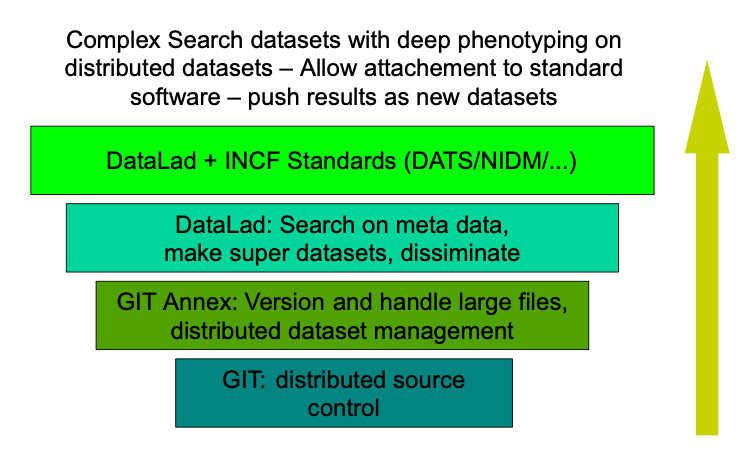 Complex Search datasets with deep phenotyping on
distributed datasets – Allow attachement to standard
software – push results as new datasets
DataLad + INCF Standards (DATS/NIDM/...)
DataLad: Search on meta data,
make super datasets, dissiminate
GIT Annex: Version and handle large files,
distributed dataset management
GIT: distributed source
control